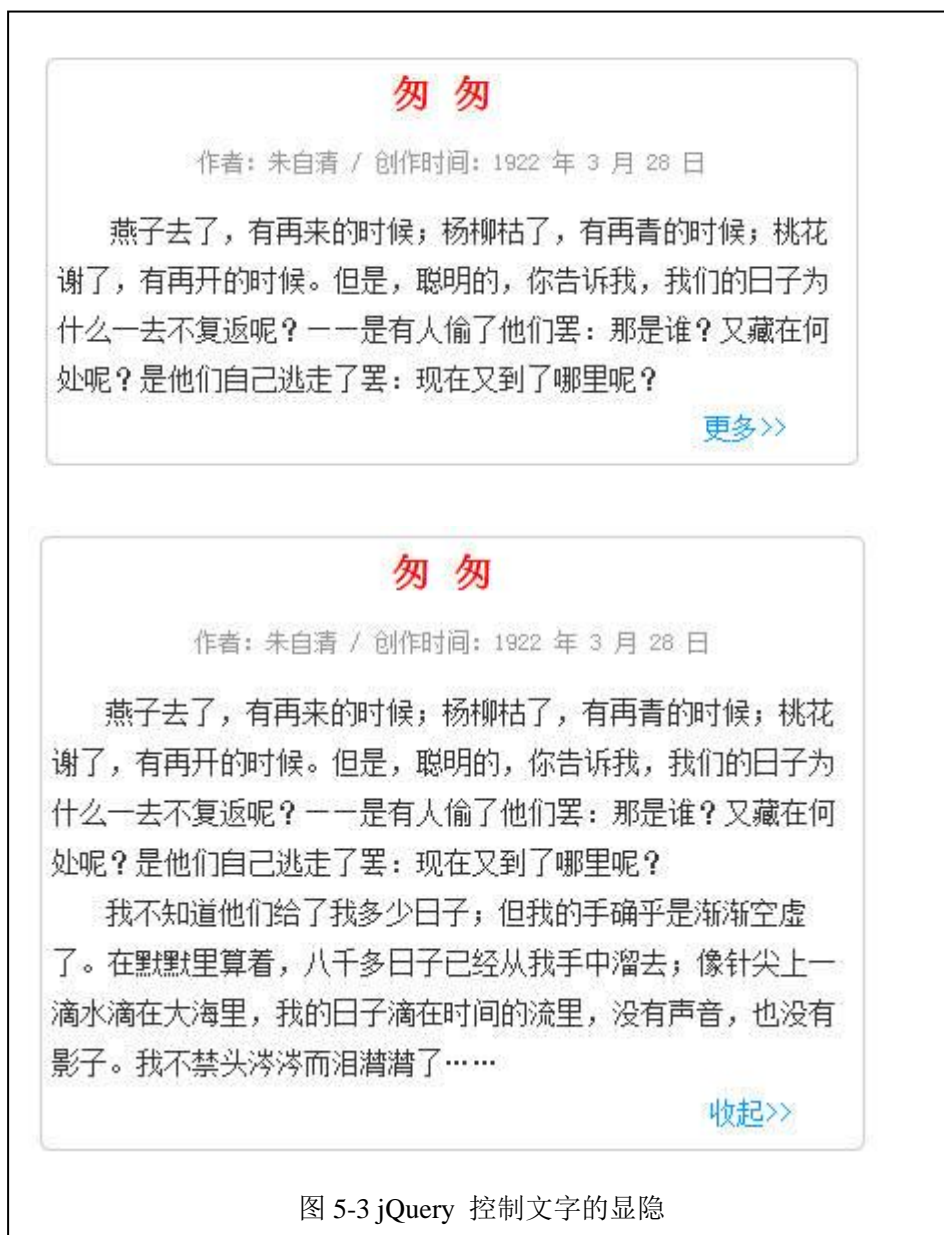 匆 匆
作者：朱自清 / 创作时间：1922 年 3 月 28 日
燕子去了，有再来的时候；杨柳枯了，有再青的时候；桃花
谢了，有再开的时候。但是，聪明的，你告诉我，我们的日子为
什么一去不复返呢？——是有人偷了他们罢：那是谁？又藏在何
处呢？是他们自己逃走了罢：现在又到了哪里呢？
更多>>
匆 匆
作者：朱自清 / 创作时间：1922 年 3 月 28 日
燕子去了，有再来的时候；杨柳枯了，有再青的时候；桃花
谢了，有再开的时候。但是，聪明的，你告诉我，我们的日子为
什么一去不复返呢？——是有人偷了他们罢：那是谁？又藏在何
处呢？是他们自己逃走了罢：现在又到了哪里呢？
我不知道他们给了我多少日子；但我的手确乎是渐渐空虚
了。在默默里算着，八千多日子已经从我手中溜去；像针尖上一
滴水滴在大海里，我的日子滴在时间的流里，没有声音，也没有
影子。我不禁头涔涔而泪潸潸了……
收起>>
图 5-3 jQuery 控制文字的显隐